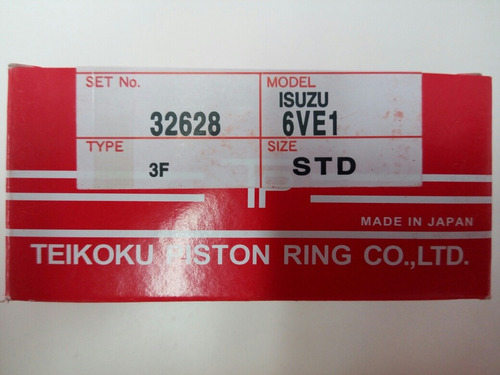 SET No.
32628
MODEL
ISUZU
6VE1
TYPE
3F
SIZE
STD
MADE IN JAPAN
TEIKOKU PISTON RING CO.,LTD.